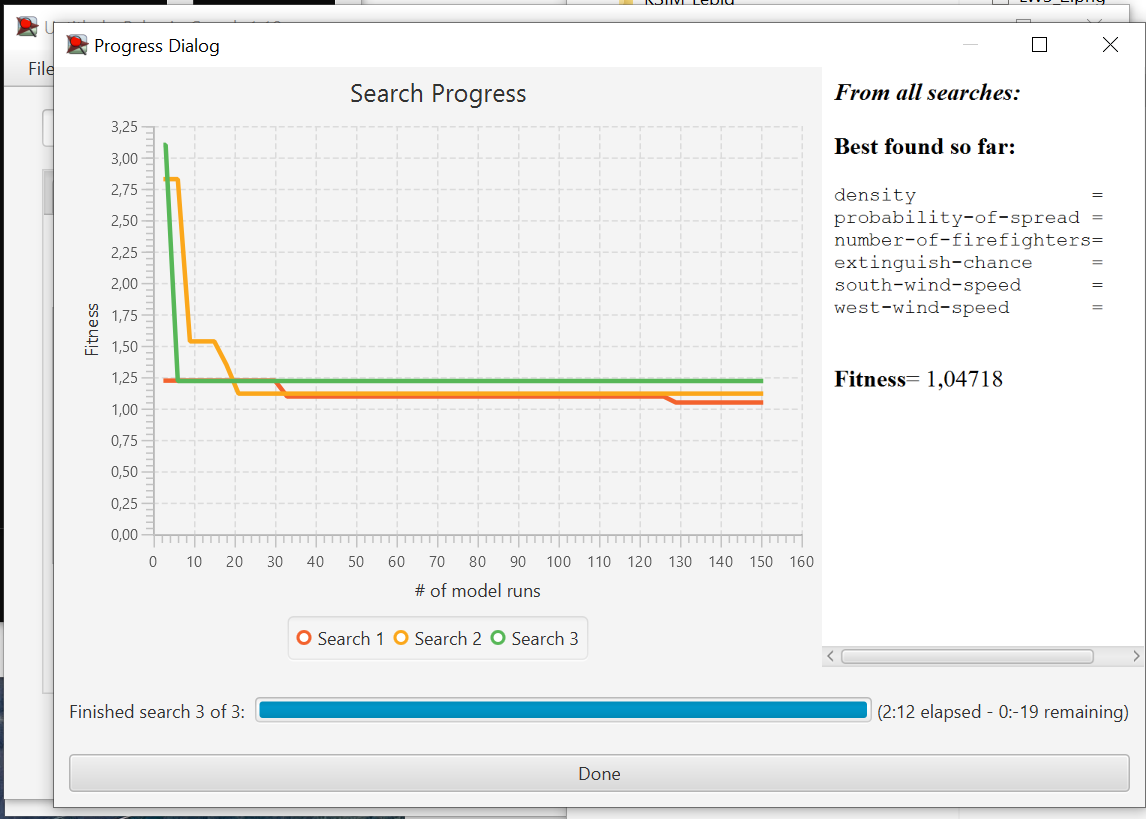 Progress Dialog
File
Search Progress
3,25
3,00
2,75
2,50
2,25
2,00
1,75
1,50
1,25
1,00
0,75
0,50
0,25
0,00
Fitness
0 10 20 30 40 50 60 70 80 90 100 110 120 130 140 150 160
# of model runs
Search 1 Search 2 Search 3
From all searches:
Best found so far:
density =
probability-of-spread =
number-of-firefighters=
extinguish-chance =
south-wind-speed =
west-wind-speed =
Fitness= 1,04718
Finished search 3 of 3: (2:12 elapsed - 0:-19 remaining)
Done